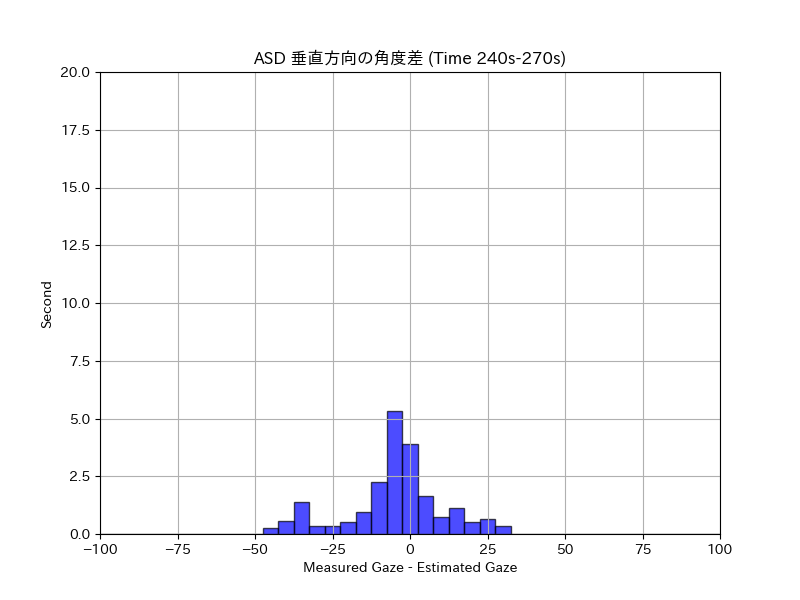 ASD 垂直方向の角度差 (Time 240s-270s)
20.0
17.5
15.0
12.5
10.0
7.5
5.0
2.5
0.0
Second
−100 −75 −50 −25 0 25 50 75 100
Measured Gaze - Estimated Gaze